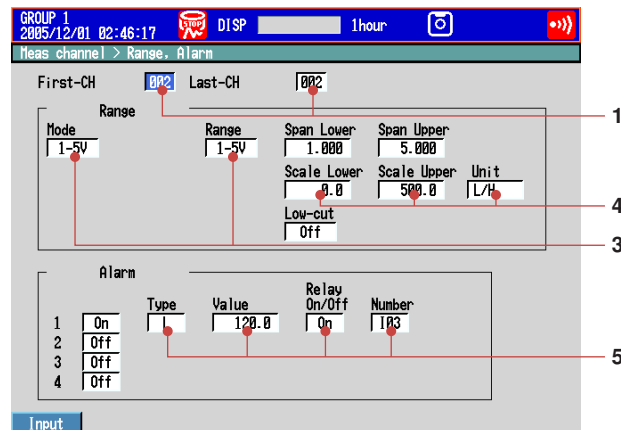 GROUP 1
2005/12/01 02:46:17
STOP
DISP
1hour
Meas channel > Range, Alarm
First-CH 002 Last-CH 002
1
Range
Mode Range Span Lower Span Upper
1-5V 1-5V 1.000 5.000
Scale Lower Scale Upper Unit
0.0 500.0 L/H
4
Low-cut
3
Off
Alarm
Relay
Type Value On/Off Number
1 On L 120.0 On I03
2 Off
3 Off
5
4 Off
Input